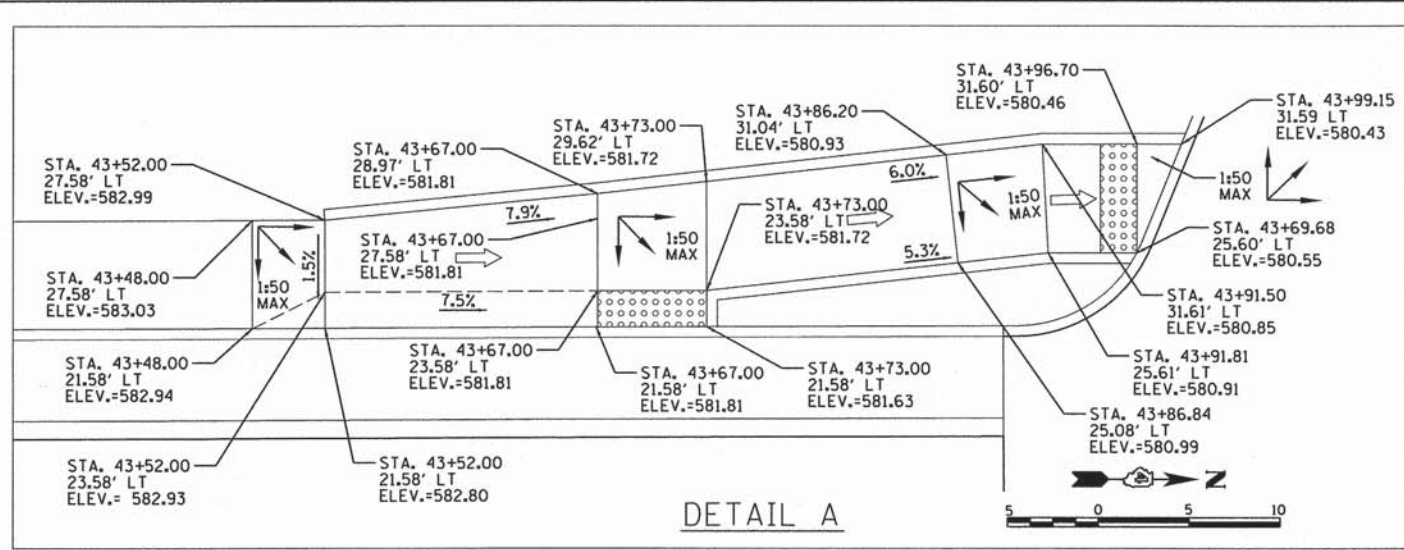 STA. 43+96.70
31.60' LT
ELEV.=580.46
STA. 43+99.15
31.59 LT
ELEV.=580.43
STA. 43+86.20
31.04' LT
ELEV.=580.93
STA. 43+73.00
29.62' LT
ELEV.=581.72
STA. 43+67.00
28.97' LT
ELEV.=581.81
STA. 43+52.00
27.58' LT
ELEV.=582.99
6.0%
1:50
MAX
1:50
MAX
7.9%
STA. 43+73.00
23.58' LT
ELEV.=581.72
STA. 43+67.00
27.58' LT
ELEV.=581.81
1:50
MAX
1.5%
1:50
MAX
5.3%
STA. 43+69.68
25.60' LT
ELEV.=580.55
STA. 43+48.00
27.58' LT
ELEV.=583.03
7.5%
STA. 43+91.50
31.61' LT
ELEV.=580.85
STA. 43+48.00
21.58' LT
ELEV.=582.94
STA. 43+67.00
23.58' LT
ELEV.=581.81
STA. 43+67.00
21.58' LT
ELEV.=581.81
STA. 43+73.00
21.58' LT
ELEV.=581.63
STA. 43+91.81
25.61' LT
ELEV.=580.91
STA. 43+86.84
25.08' LT
ELEV.=580.99
STA. 43+52.00
23.58' LT
ELEV.= 582.93
STA. 43+52.00
21.58' LT
ELEV.=582.80
N
DETAIL A
5 0 5 10